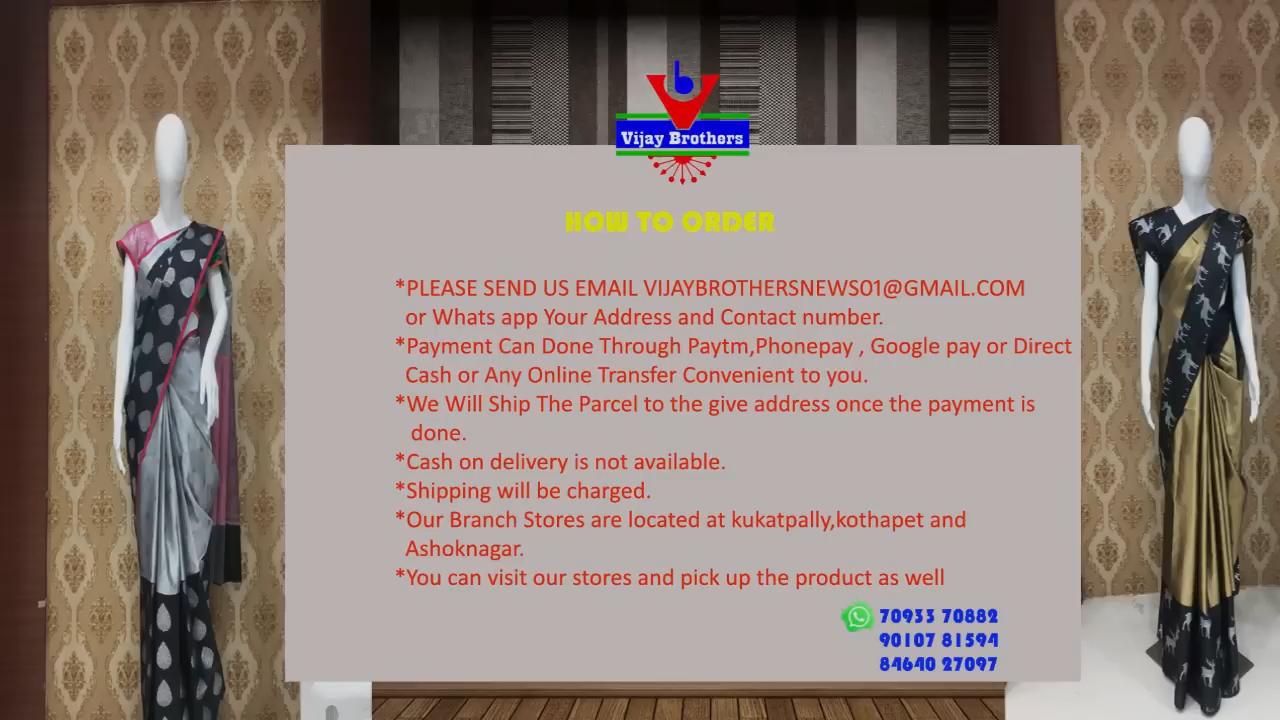 b
Vijay Brothers
HOW TO ORDER
*PLEASE SEND US EMAIL VIJAYBROTHERSNEWS01@GMAIL.COM
or Whats app Your Address and Contact number.
*Payment Can Done Through Paytm,Phonepay , Google pay or Direct
Cash or Any Online Transfer Convenient to you.
*We Will Ship The Parcel to the give address once the payment is
done.
*Cash on delivery is not available.
*Shipping will be charged.
*Our Branch Stores are located at kukatpally,kothapet and
Ashoknagar.
*You can visit our stores and pick up the product as well
70933 70882
90107 81594
84640 27097